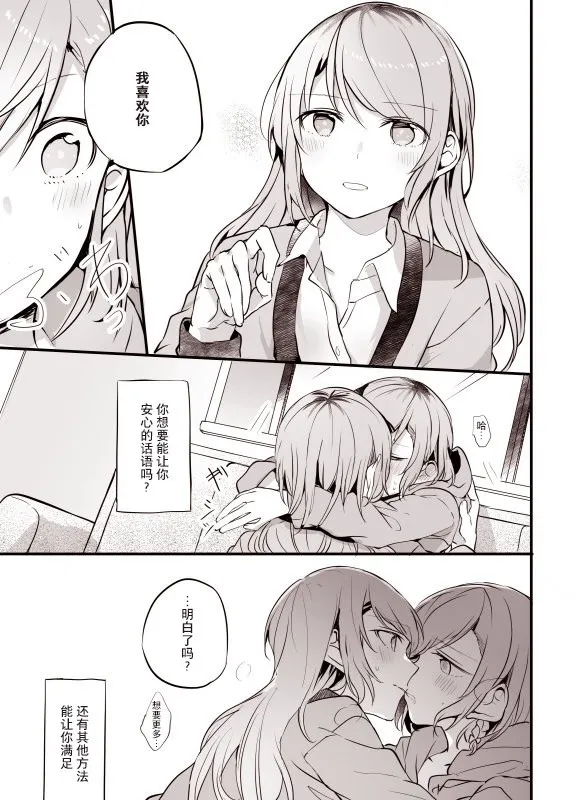 我喜欢你
你想要能让你
安心的话语吗？
哈…
…明白了吗？
想要更多…
还有其他方法
能让你满足